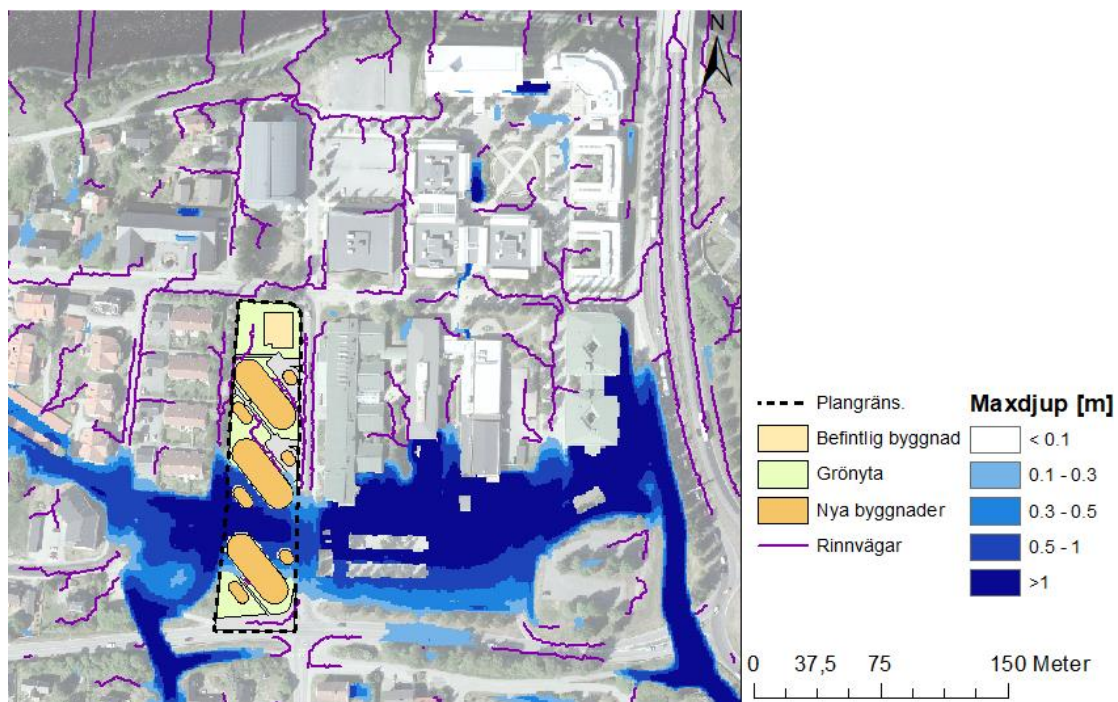 N
Plangräns.
Befintlig byggnad
Grönyta
Nya byggnader
Rinnvägar
Maxdjup [m]
< 0.1
0.1 - 0.3
0.3 - 0.5
0.5 - 1
>1
0 37,5 75 150 Meter